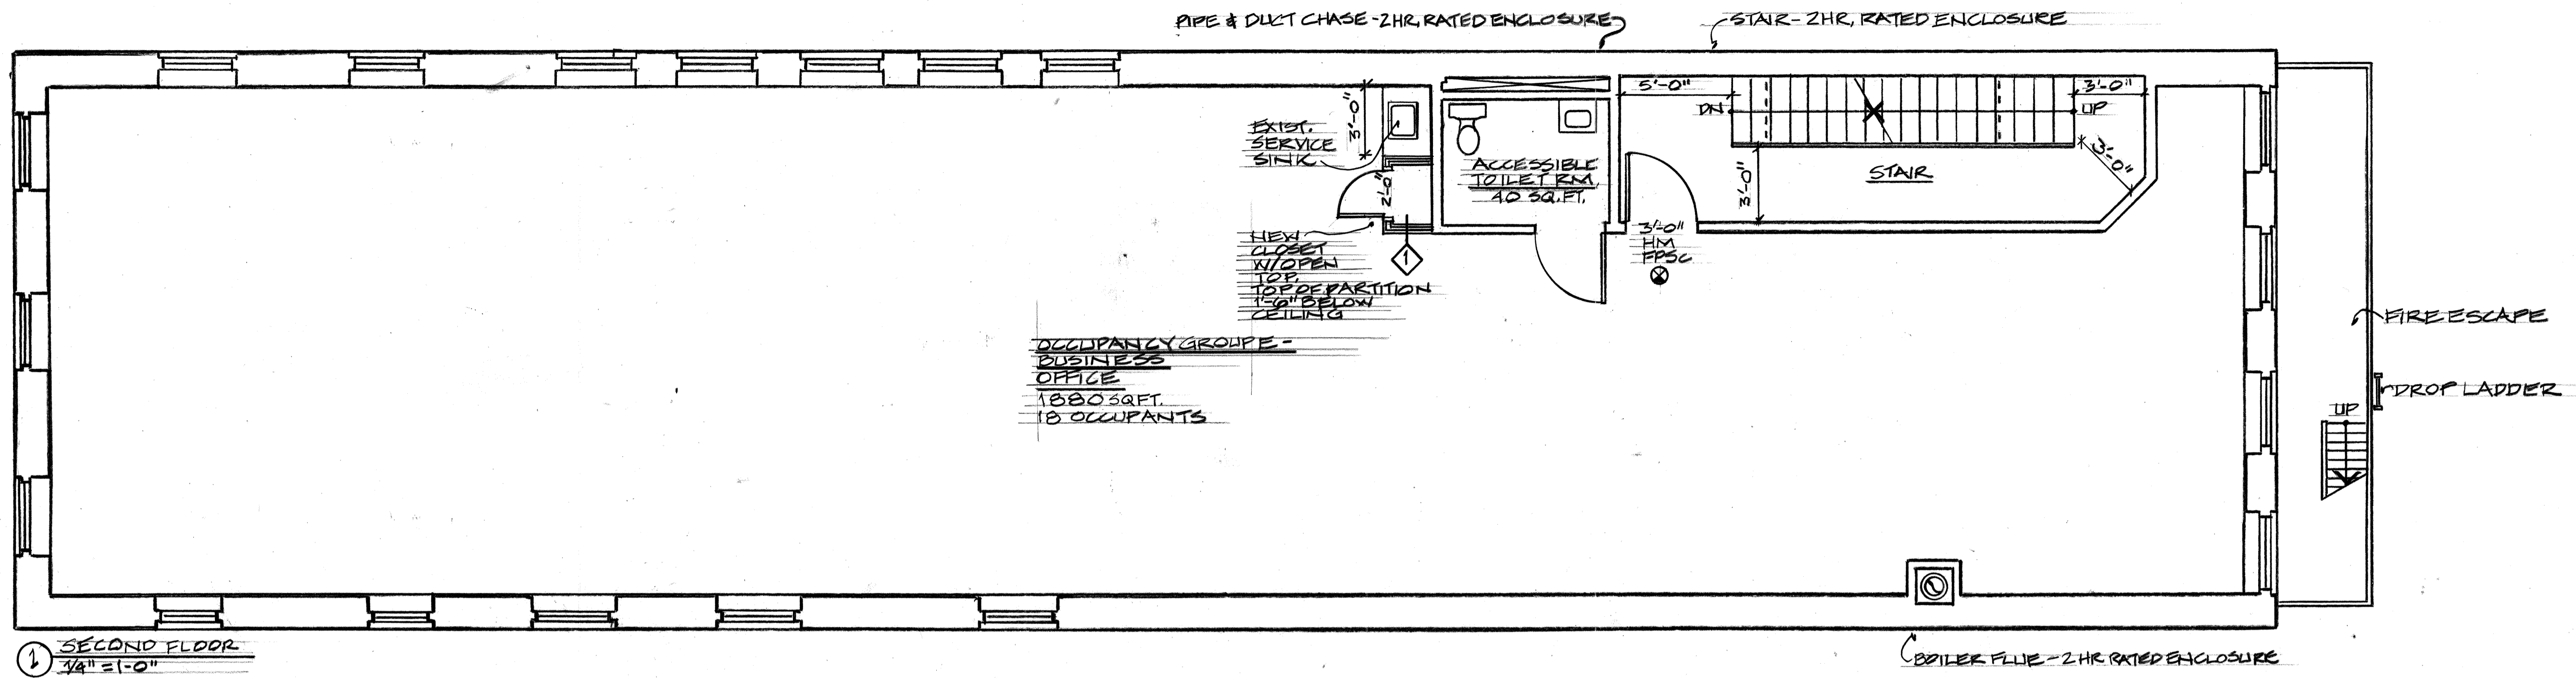 PIPE & DUCT CHASE - 2HR, RATED ENCLOSURE
STAIR - 2HR, RATED ENCLOSURE
5'-0"
3'-0"
DN
UP
3'-0"
EXIST.
SERVICE
SINK
3'-0"
2'-0"
ACCESSIBLE
TOILET RM,
40 SQ.FT.
STAIR
3'-0"
3'-0"
HM
FPSC
NEW
CLOSET
W/OPEN
TOP.
TOP OF PARTITION
1'-6" BELOW
CEILING
1
OCCUPANCY GROUP E -
BUSINESS
OFFICE
1880 SQFT.
18 OCCUPANTS
FIRE ESCAPE
DROP LADDER
UP
1
SECOND FLOOR
1/4" = 1-0"
BOILER FLUE - 2 HR RATED ENCLOSURE